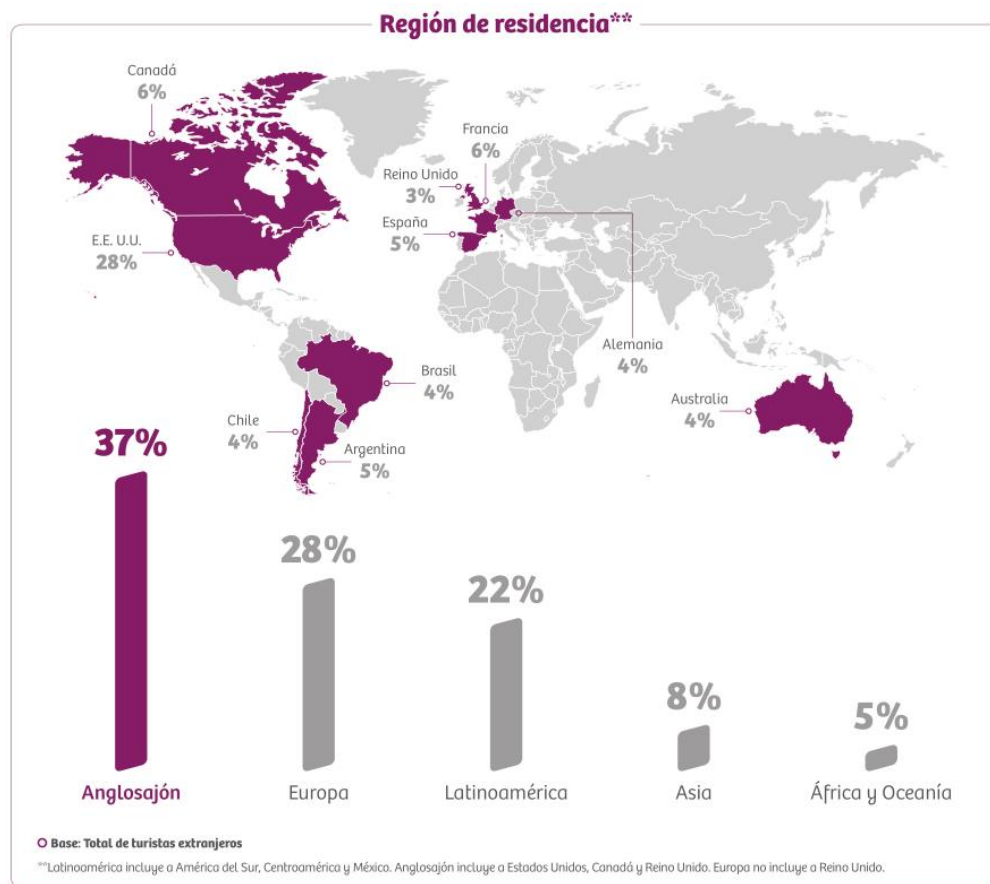 Región de residencia**
Canadá
6%
Francia
6%
Reino Unido
3%
España
5%
E.E. U.U.
28%
Alemania
4%
Brasil
4%
Australia
4%
Chile
4%
Argentina
5%
37%
28%
22%
8%
5%
Anglosajón
Europa
Latinoamérica
Asia
África y Oceanía
Base: Total de turistas extranjeros
**Latinoamérica incluye a América del Sur, Centroamérica y México. Anglosajón incluye a Estados Unidos, Canadá y Reino Unido. Europa no incluye a Reino Unido.